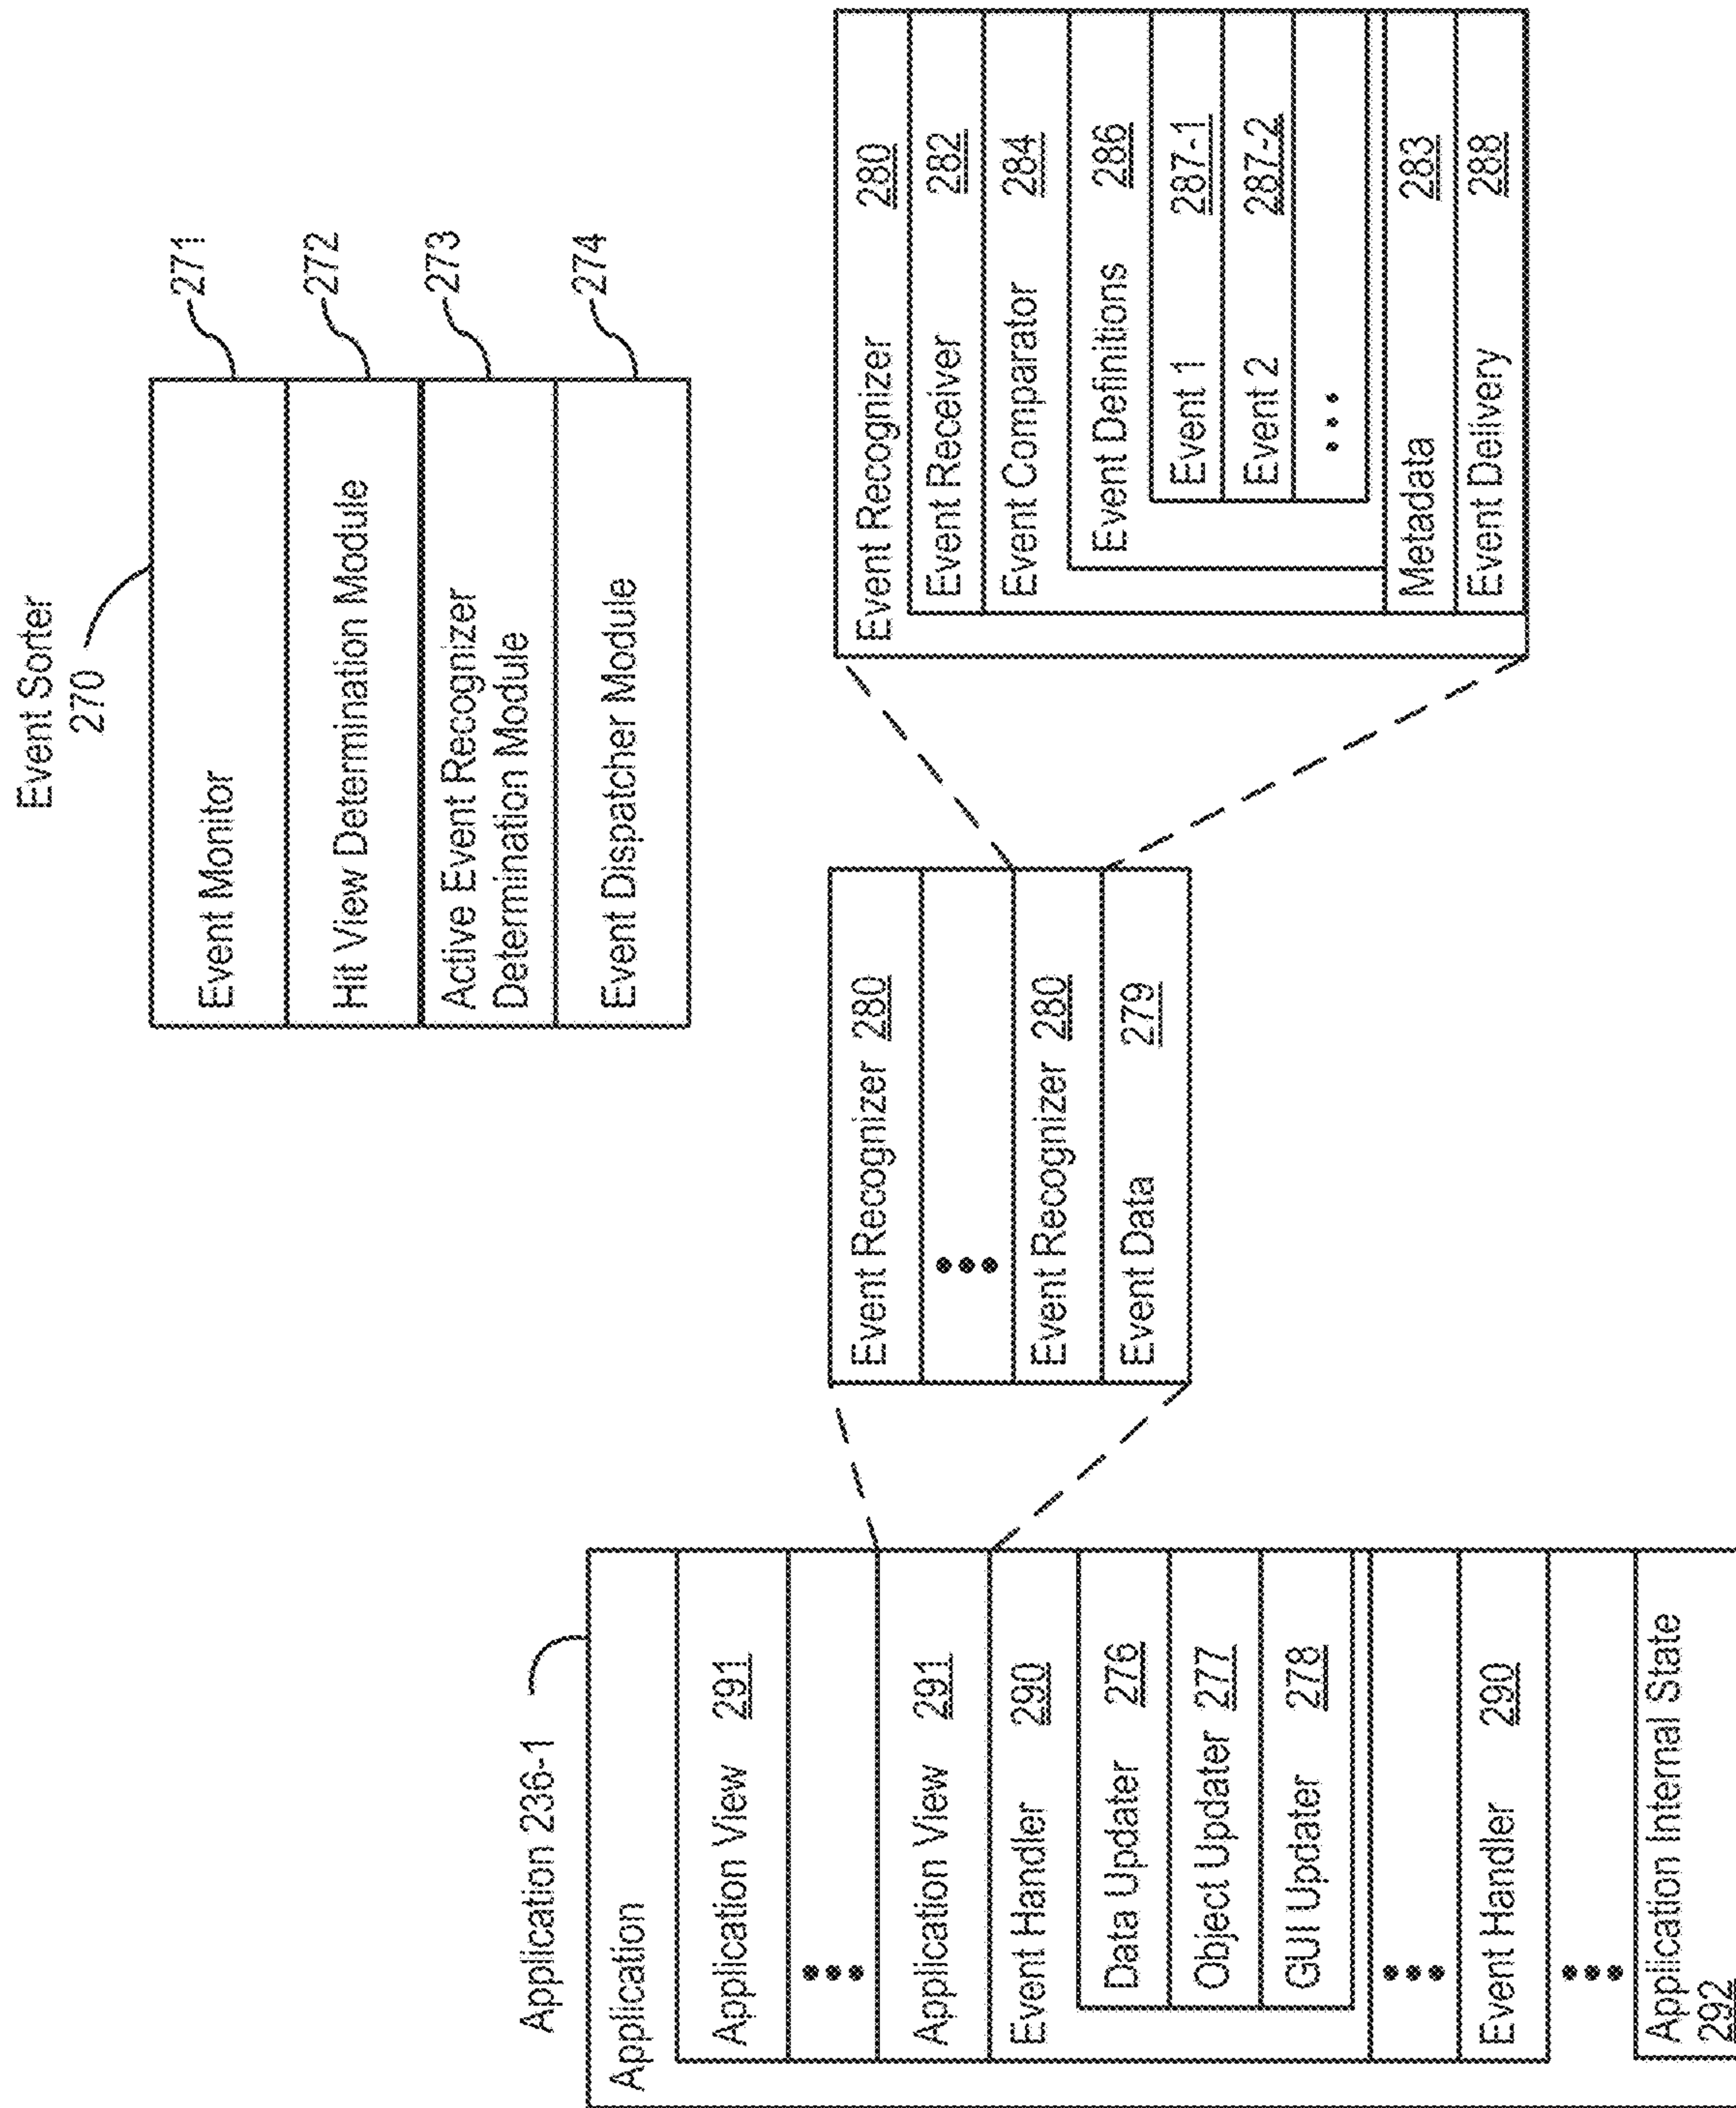 Event Sorter
270
Event Monitor
271
Hit View Determination Module
272
Active Event Recognizer
Determination Module
273
Event Dispatcher Module
274
Application 236-1
Application
Application View 291
Application View 291
Event Handler 290
Data Updater 276
Object Updater 277
GUI Updater 278
Event Handler 290
Application Internal State
292
Event Recognizer 280
Event Recognizer 280
Event Data 279
Event Recognizer 280
Event Receiver 282
Event Comparator 284
Event Definitions 286
Event 1 287-1
Event 2 287-2
Metadata 283
Event Delivery 288